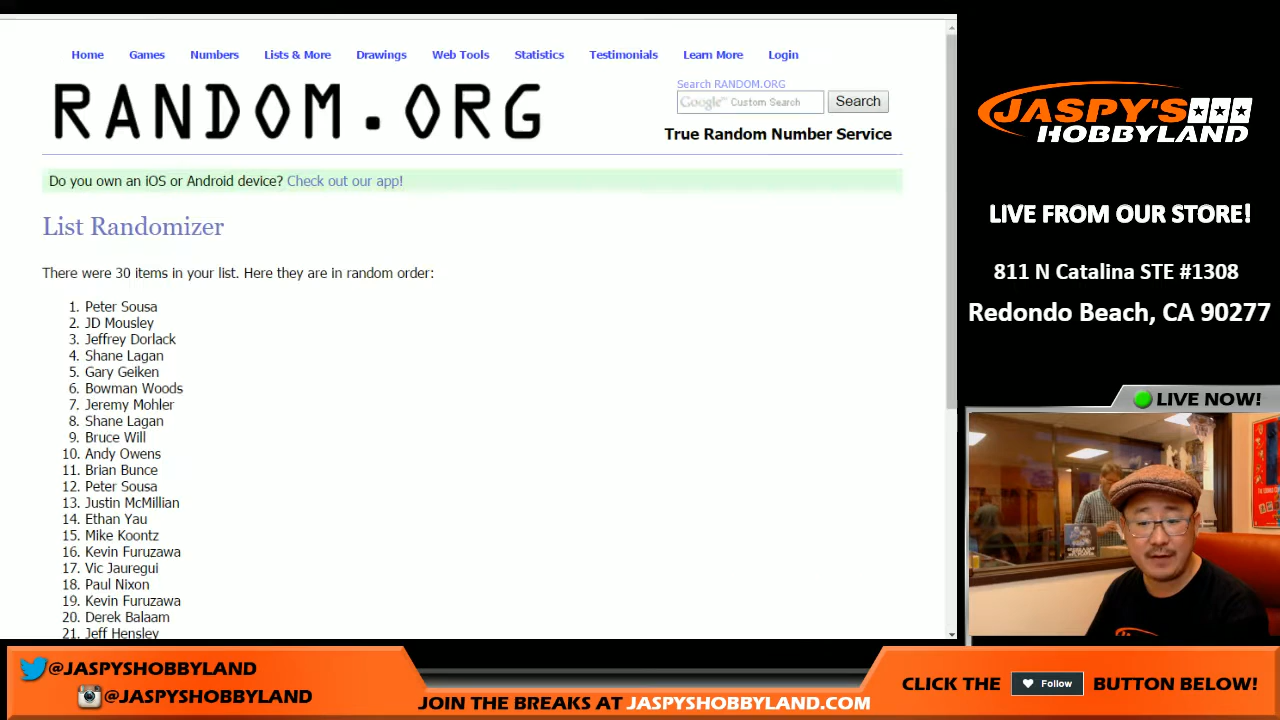 Home Games Numbers Lists & More Drawings Web Tools Statistics Testimonials Learn More Login
RANDOM.ORG
Search RANDOM.ORG
Google™ Custom Search Search
True Random Number Service
Do you own an iOS or Android device? Check out our app!
List Randomizer
There were 30 items in your list. Here they are in random order:
1. Peter Sousa
2. JD Mousley
3. Jeffrey Dorlack
4. Shane Lagan
5. Gary Geiken
6. Bowman Woods
7. Jeremy Mohler
8. Shane Lagan
9. Bruce Will
10. Andy Owens
11. Brian Bunce
12. Peter Sousa
13. Justin McMillian
14. Ethan Yau
15. Mike Koontz
16. Kevin Furuzawa
17. Vic Jauregui
18. Paul Nixon
19. Kevin Furuzawa
20. Derek Balaam
21. Jeff Hensley
JASPY'S
HOBBYLAND
LIVE FROM OUR STORE!
811 N Catalina STE #1308
Redondo Beach, CA 90277
LIVE NOW!
@JASPYSHOBBYLAND
@JASPYSHOBBYLAND
JOIN THE BREAKS AT JASPYSHOBBYLAND.COM
CLICK THE Follow BUTTON BELOW!